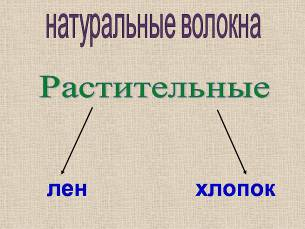 натуральные волокна
Растительные
лен хлопок